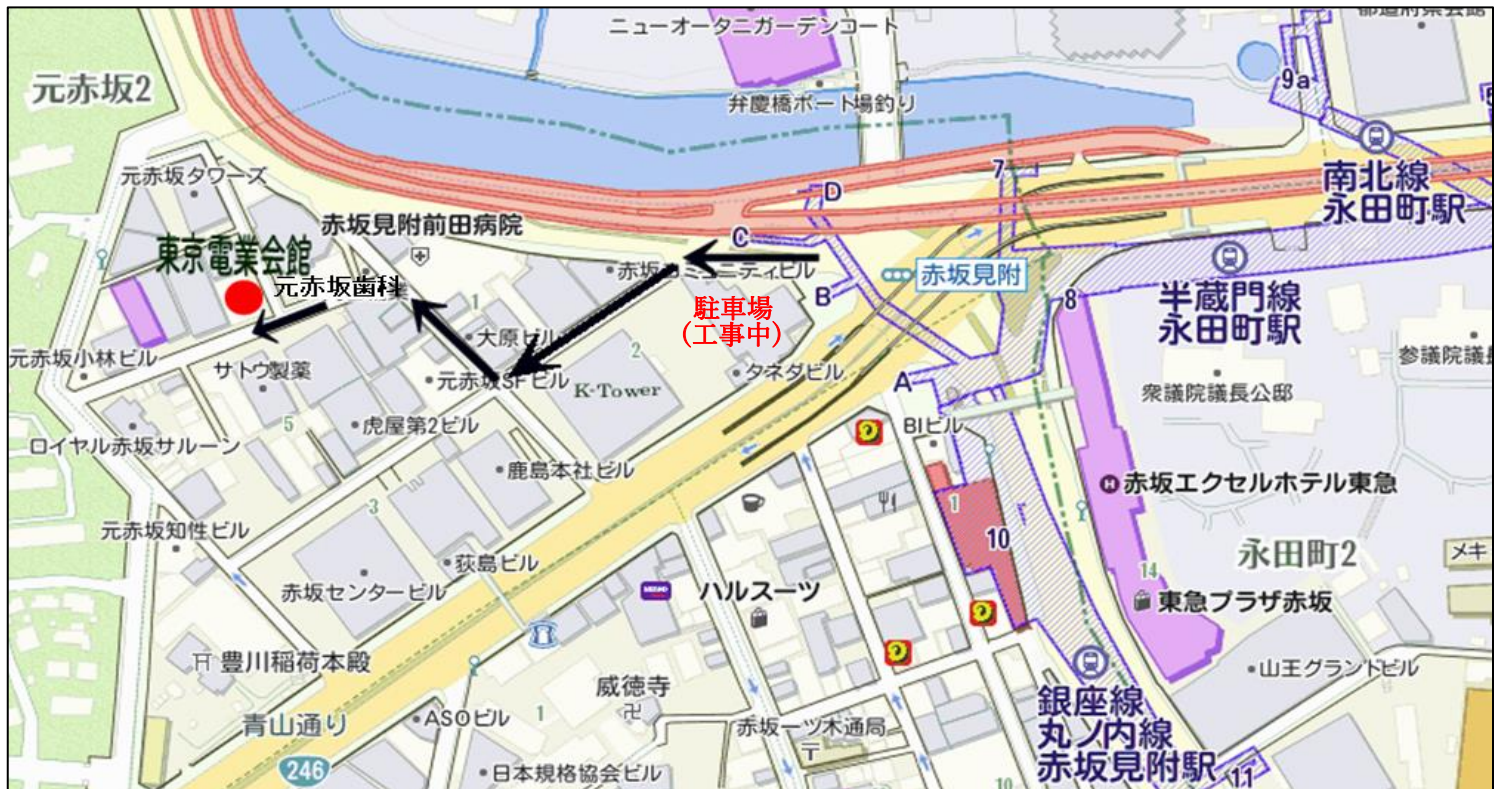 ニューオータニガーデンコート
元赤坂2
9a
弁慶橋ボート場釣り
7
南北線
永田町駅
元赤坂タワーズ
D
赤坂見附前田病院
C
東京電業会館
元赤坂歯科
赤坂コミュニティビル
赤坂見附
B
半蔵門線
永田町駅
8
駐車場
(工事中)
1
大原ビル
2
元赤坂小林ビル
サトウ製薬
元赤坂SFビル
K-Tower
タネダビル
A
衆議院議長公邸
参議院議長
虎屋第2ビル
5
BIビル
ロイヤル赤坂サルーン
鹿島本社ビル
H
赤坂エクセルホテル東急
3
1
元赤坂知性ビル
10
永田町2
メキ
荻島ビル
赤坂センタービル
ハルスーツ
14
東急プラザ赤坂
豊川稲荷本殿
山王グランドビル
威徳寺
銀座線
丸ノ内線
赤坂見附駅
11
青山通り
ASOビル
1
赤坂一ツ木通局
246
日本規格協会ビル
10